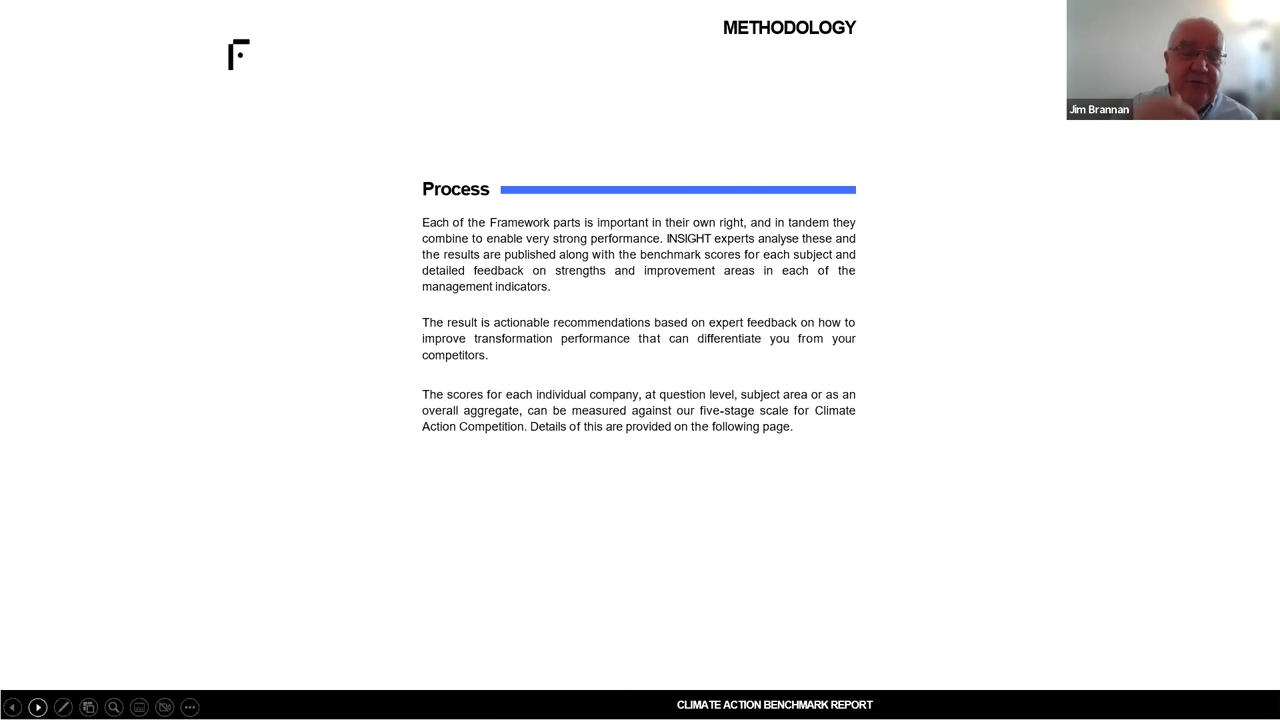 METHODOLOGY
Jim Brannan
Process
Each of the Framework parts is important in their own right, and in tandem they
combine to enable very strong performance. INSIGHT experts analyse these and
the results are published along with the benchmark scores for each subject and
detailed feedback on strengths and improvement areas in each of the
management indicators.
The result is actionable recommendations based on expert feedback on how to
improve transformation performance that can differentiate you from your
competitors.
The scores for each individual company, at question level, subject area or as an
overall aggregate, can be measured against our five-stage scale for Climate
Action Competition. Details of this are provided on the following page.
CLIMATE ACTION BENCHMARK REPORT